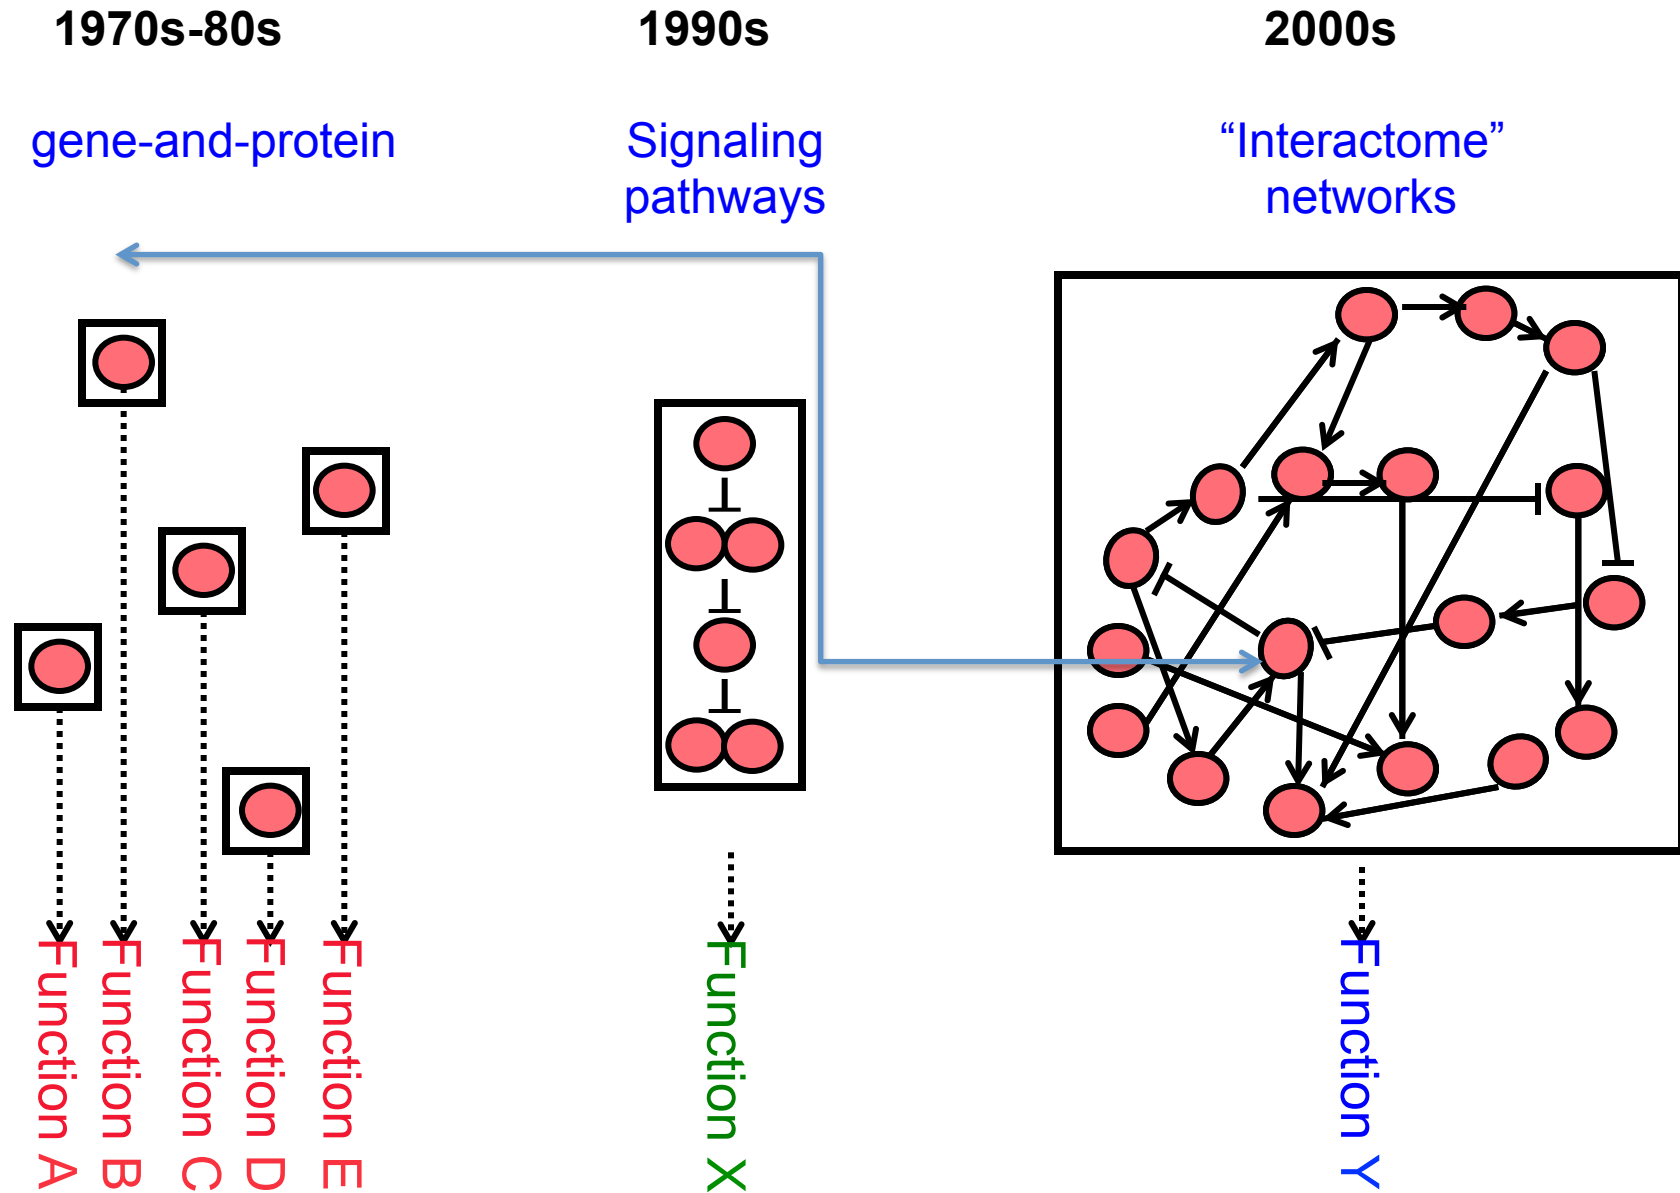 1970s-80s
1990s
2000s
gene-and-protein
Signaling
pathways
“Interactome”
networks
Function A
Function B
Function C
Function D
Function E
Function X
Function Y